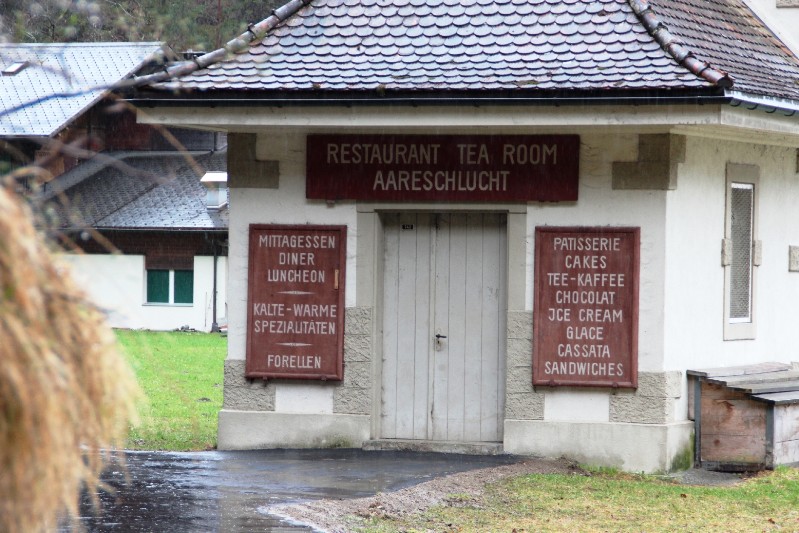 RESTAURANT TEA ROOM
AARESCHLUCHT
MITTAGESSEN
DINER
LUNCHEON
KALTE-WARME
SPEZIALITÄTEN
FORELLEN
PATISSERIE
CAKES
TEE-KAFFEE
CHOCOLAT
JCE CREAM
GLACE
CASSATA
SANDWICHES